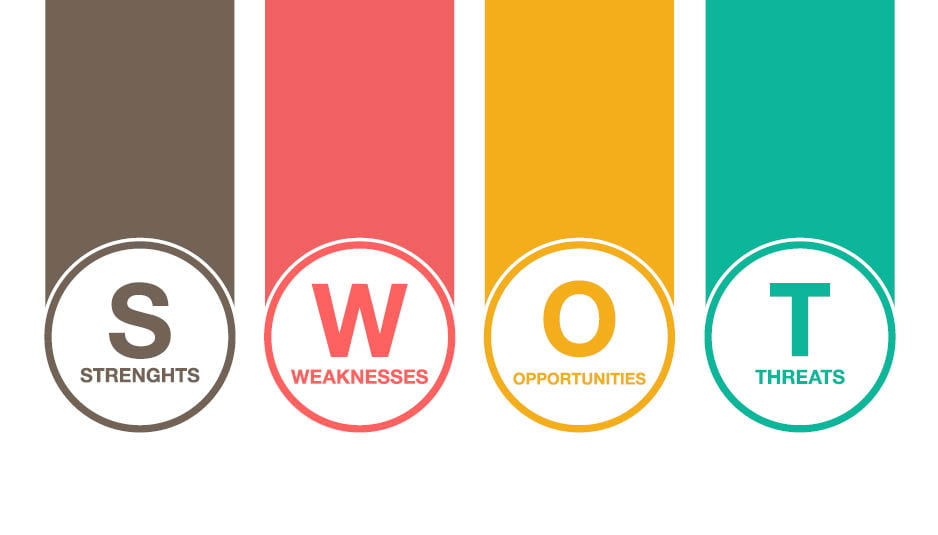 S
STRENGHTS
W
WEAKNESSES
O
OPPORTUNITIES
T
THREATS